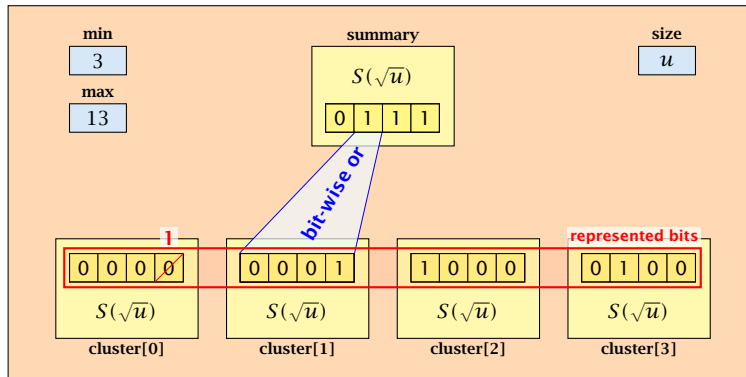 min
summary
size
3
S(√u)
u
max
13
0 1 1 1
bit-wise or
1
represented bits
0 0 0 0
0 0 0 1
1 0 0 0
0 1 0 0
S(√u)
S(√u)
S(√u)
S(√u)
cluster[0]
cluster[1]
cluster[2]
cluster[3]